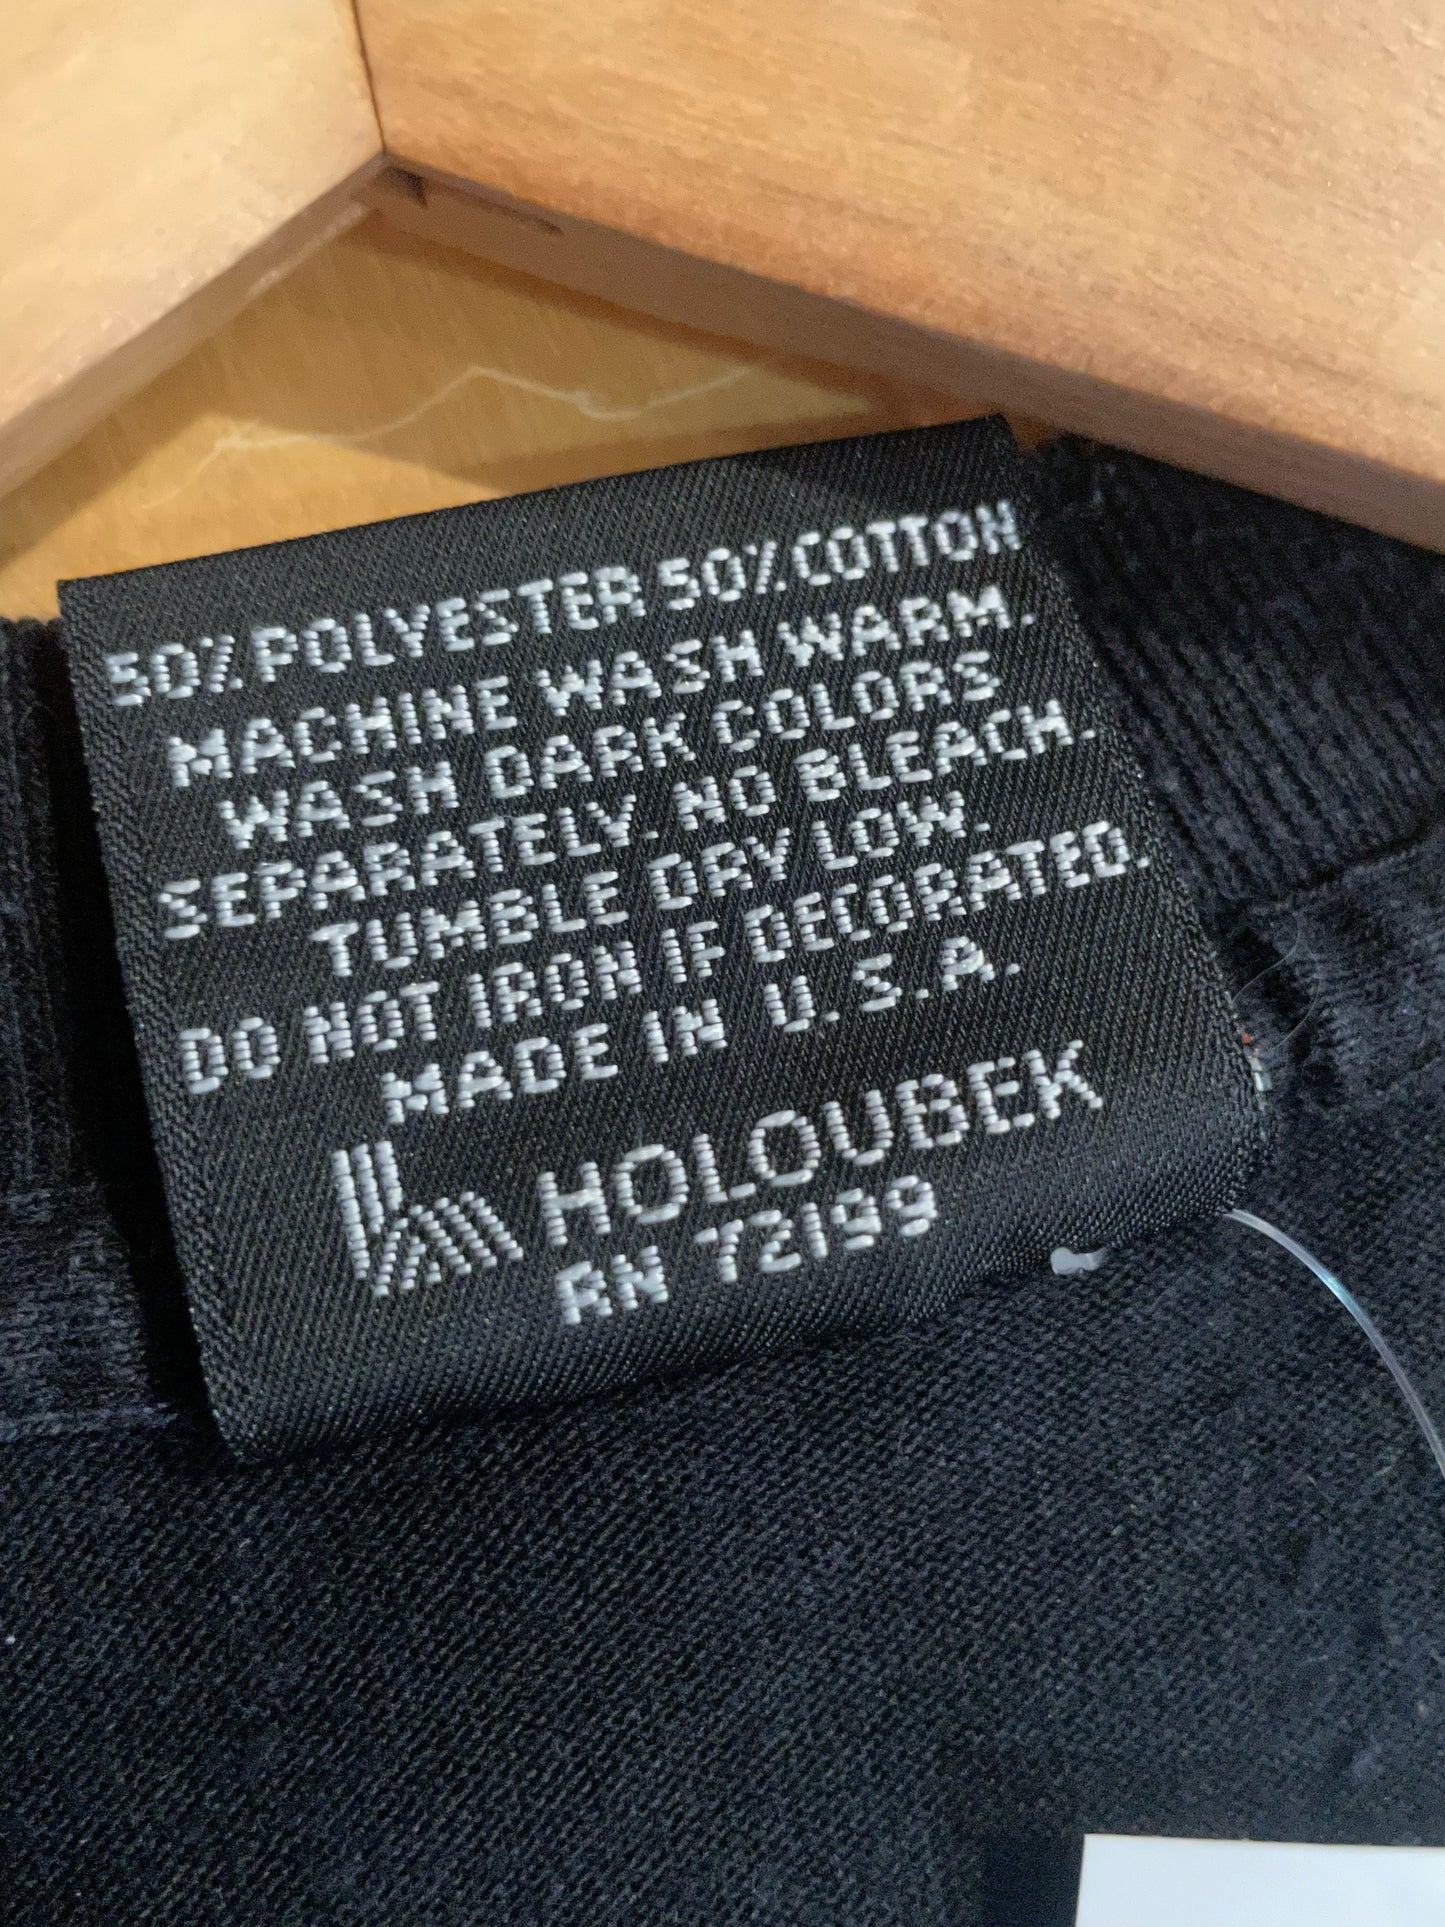 50% POLYESTER 50% COTTON
MACHINE WASH WARM.
WASH DARK COLORS
SEPARATELY. NO BLEACH.
TUMBLE DRY LOW.
DO NOT IRON IF DECORATED.
MADE IN U.S.A.
HOLOUBEK
RN 72199